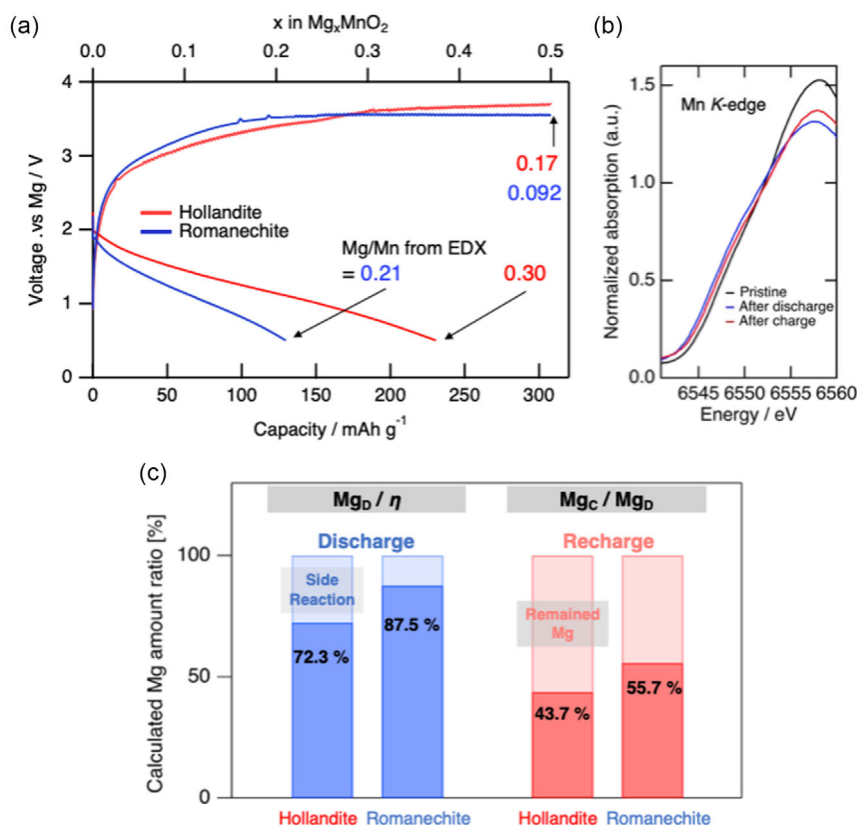 (a)
x in MgₓMnO₂
0.0 0.1 0.2 0.3 0.4 0.5
4
3
2
1
0
Voltage .vs Mg / V
Hollandite
Romanechite
Mg/Mn from EDX
= 0.21
0.30
0.17
0.092
0 50 100 150 200 250 300
Capacity / mAh g⁻¹
(b)
Mn K-edge
1.5
1.0
0.5
0.0
Normalized absorption (a.u.)
Pristine
After discharge
After charge
6545 6550 6555 6560
Energy / eV
(c)
Mg_D / η
Mg_C / Mg_D
Discharge
Recharge
100
50
0
Calculated Mg amount ratio [%]
Side
Reaction
72.3 %
87.5 %
Remained
Mg
43.7 %
55.7 %
Hollandite Romanechite
Hollandite Romanechite